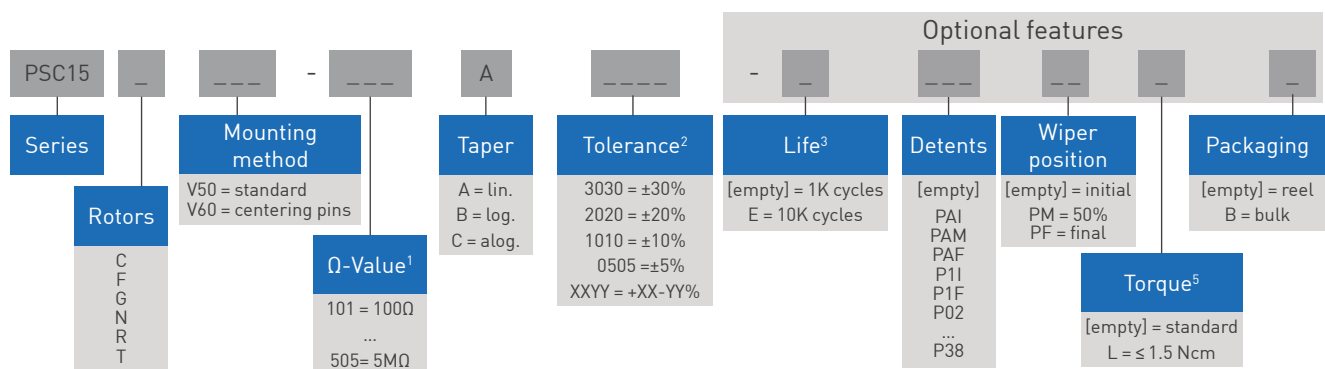 Optional features
PSC15 _ _ _ _ - _ _ _ A _ _ _ _ - _ _ _ _ _ _ _ _
Series
Rotors
C
F
G
N
R
T
Mounting
method
V50 = standard
V60 = centering pins
Ω-Value¹
101 = 100Ω
...
505= 5MΩ
Taper
A = lin.
B = log.
C = alog.
Tolerance²
3030 = ±30%
2020 = ±20%
1010 = ±10%
0505 =±5%
XXYY = +XX-YY%
Life³
[empty] = 1K cycles
E = 10K cycles
Detents
[empty]
PAI
PAM
PAF
P1I
P1F
P02
...
P38
Wiper
position
[empty] = initial
PM = 50%
PF = final
Torque⁵
[empty] = standard
L = ≤ 1.5 Ncm
Packaging
[empty] = reel
B = bulk